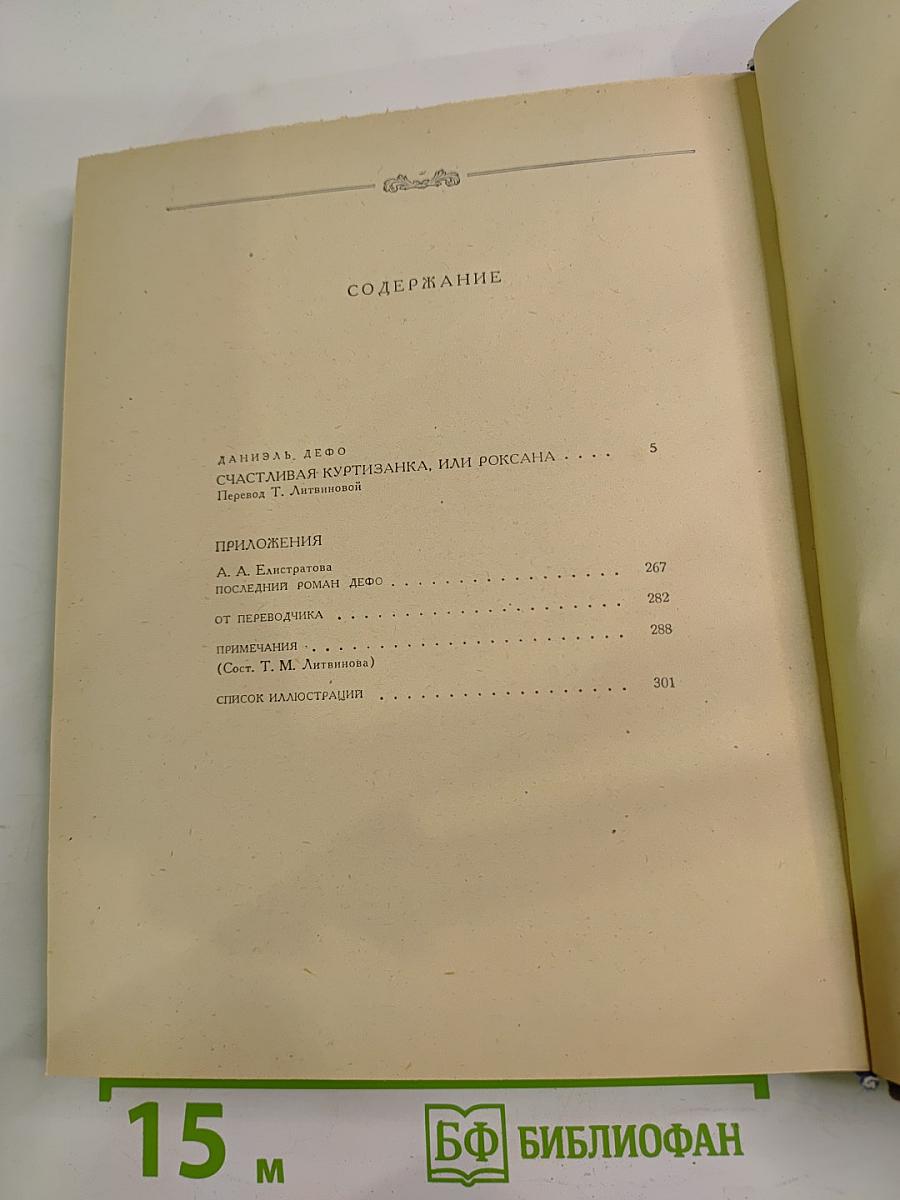 СОДЕРЖАНИЕ
ДАНИЭЛЬ ДЕФО
СЧАСТЛИВАЯ КУРТИЗАНКА, ИЛИ РОКСАНА . . . . 5
Перевод Т. Литвиновой
ПРИЛОЖЕНИЯ
А. А. Елистратова
ПОСЛЕДНИЙ РОМАН ДЕФО . . . . . . . . . . . . . . . . . 267
ОТ ПЕРЕВОДЧИКА . . . . . . . . . . . . . . . . . . . . . 282
ПРИМЕЧАНИЯ . . . . . . . . . . . . . . . . . . . . . . . 288
(Сост. Т. М. Литвинова)
СПИСОК ИЛЛЮСТРАЦИЙ . . . . . . . . . . . . . . . . . . 301
15 м
БФ БИБЛИОФАН